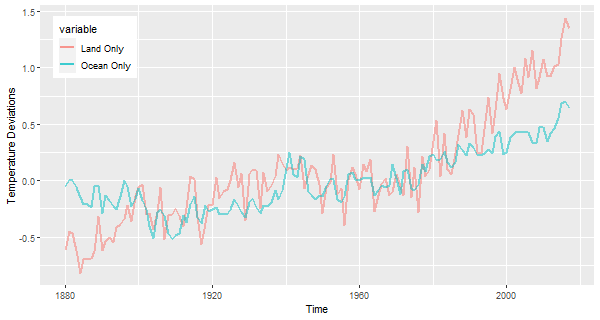 variable
Land Only
Ocean Only
Temperature Deviations
1.5
1.0
0.5
0.0
-0.5
1880
1920
1960
2000
Time